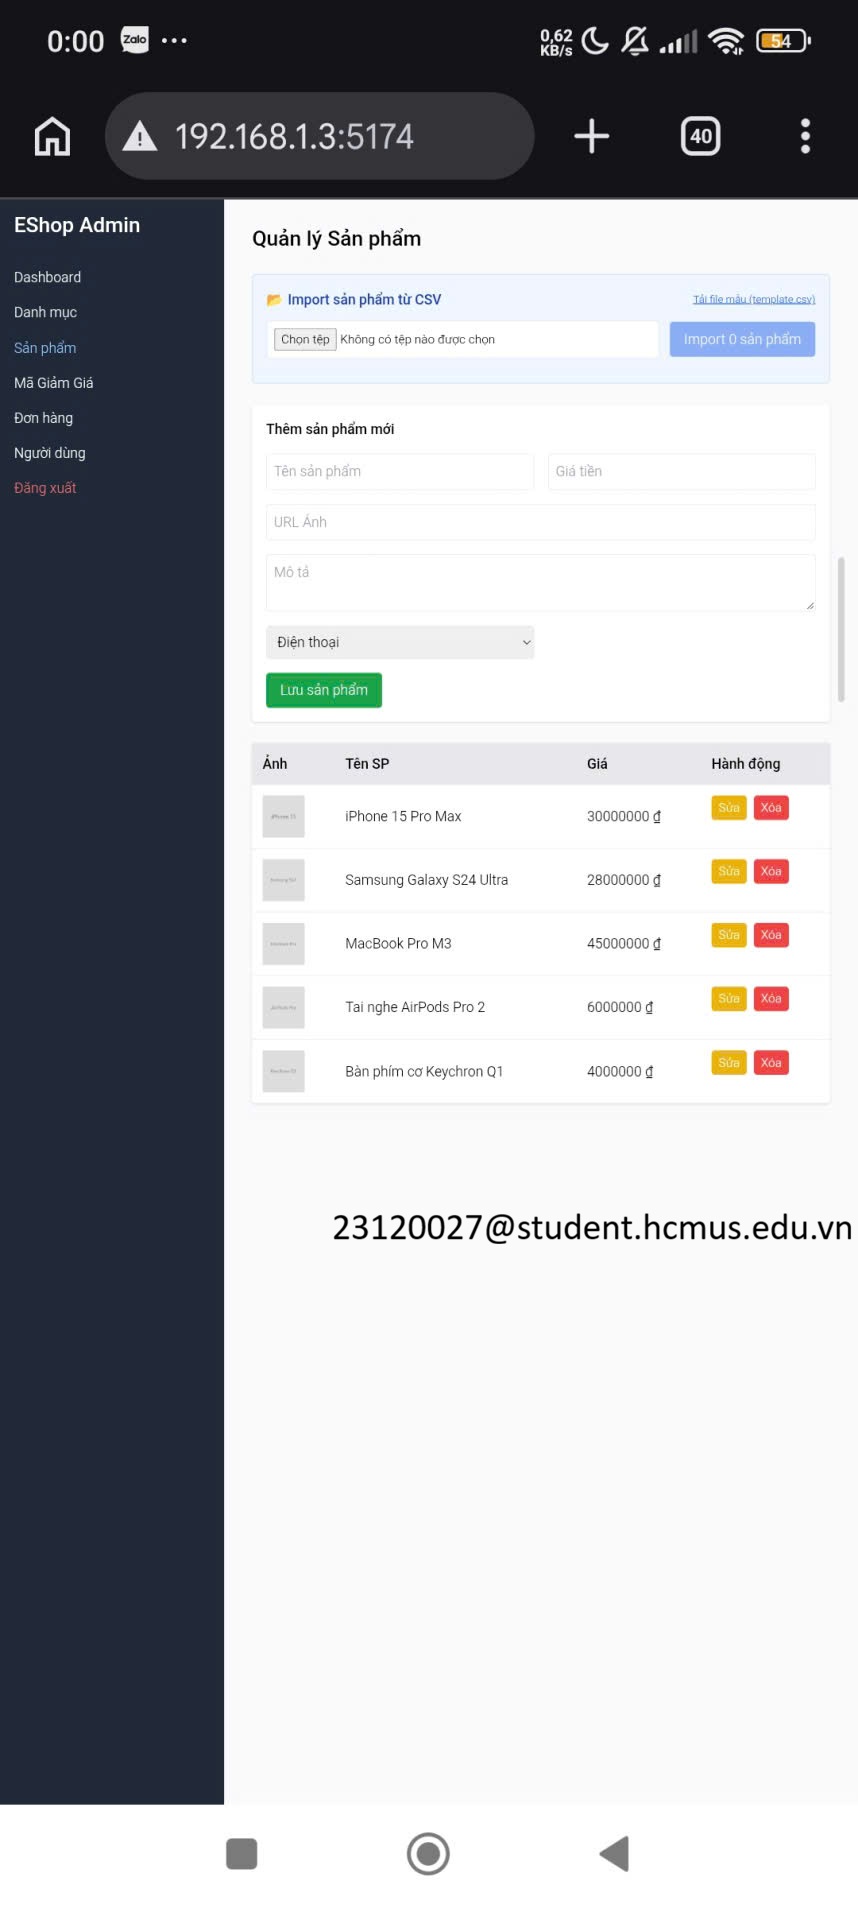 0:00 Zalo ... 0,62 KB/s 54
192.168.1.3:5174 40
EShop Admin
Dashboard
Danh mục
Sản phẩm
Mã Giảm Giá
Đơn hàng
Người dùng
Đăng xuất
Quản lý Sản phẩm
📂 Import sản phẩm từ CSV
Tải file mẫu (template.csv)
Chọn tệp Không có tệp nào được chọn
Import 0 sản phẩm
Thêm sản phẩm mới
Tên sản phẩm Giá tiền
URL Ảnh
Mô tả
Điện thoại
Lưu sản phẩm
Ảnh Tên SP Giá Hành động
iPhone 15 Pro Max 30000000 ₫ Sửa Xóa
Samsung Galaxy S24 Ultra 28000000 ₫ Sửa Xóa
MacBook Pro M3 45000000 ₫ Sửa Xóa
Tai nghe AirPods Pro 2 6000000 ₫ Sửa Xóa
Bàn phím cơ Keychron Q1 4000000 ₫ Sửa Xóa
23120027@student.hcmus.edu.vn